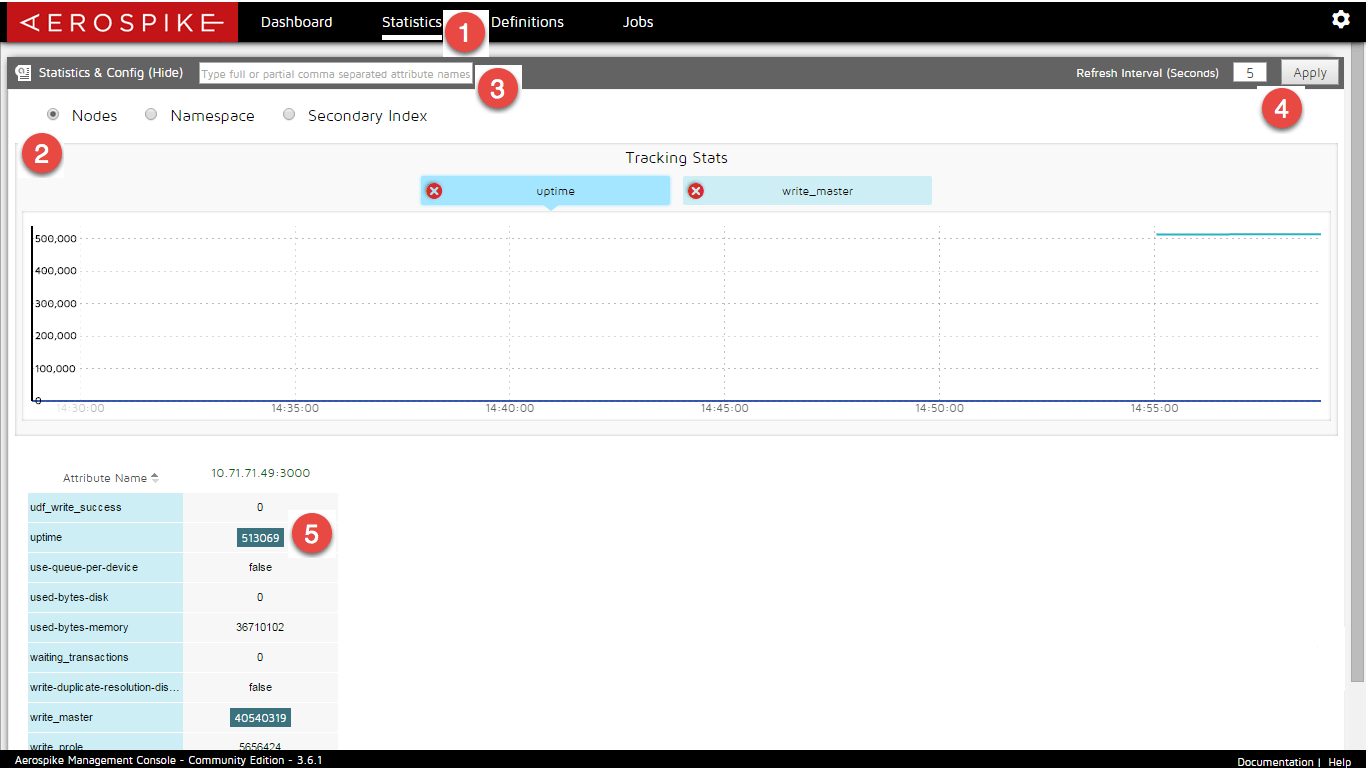 AEROSPIKE Dashboard Statistics 1 Definitions Jobs
Statistics & Config (Hide) Type full or partial comma separated attribute names 3 Refresh Interval (Seconds) 5 Apply
4
Nodes Namespace Secondary Index
2
Tracking Stats
uptime write_master
500,000
400,000
300,000
200,000
100,000
0
14:30:00 14:35:00 14:40:00 14:45:00 14:50:00 14:55:00
Attribute Name 10.71.71.49:3000
udf_write_success 0
uptime 513069 5
use-queue-per-device false
used-bytes-disk 0
used-bytes-memory 36710102
waiting_transactions 0
write-duplicate-resolution-dis... false
write_master 40540319
write_prole 5656424
Aerospike Management Console - Community Edition - 3.6.1 Documentation | Help